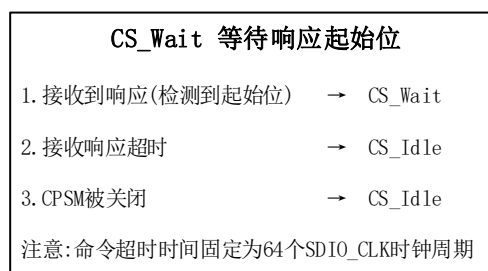 CS_Wait 等待响应起始位
1.接收到响应(检测到起始位) → CS_Wait
2.接收响应超时 → CS_Idle
3.CPSM被关闭 → CS_Idle
注意:命令超时时间固定为64个SDIO_CLK时钟周期